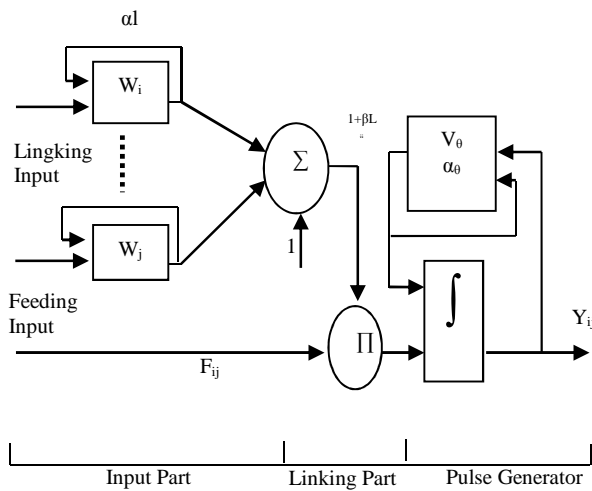 αl
Wi
1+βL
Vθ
αθ
Lingking
Input
Σ
Wj
1
Feeding
Input
∫
Yij
∏
Fij
Input Part
Linking Part
Pulse Generator